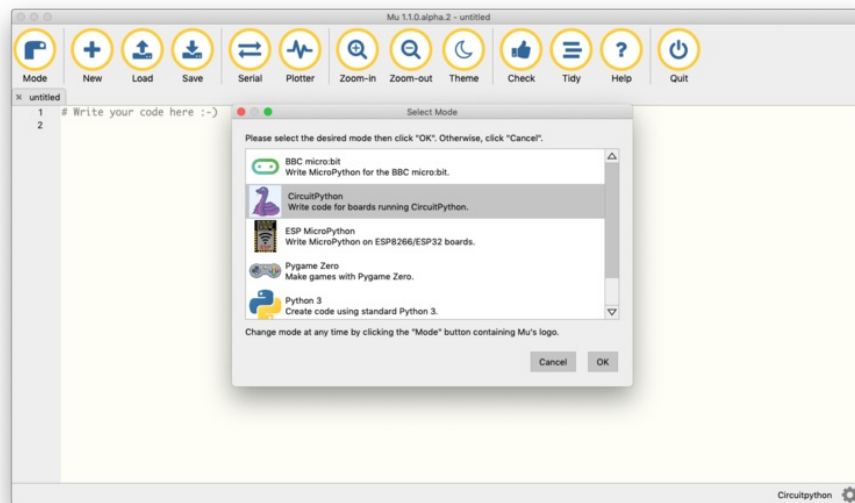 Mu 1.1.0.alpha.2 - untitled
Mode New Load Save Serial Plotter Zoom-in Zoom-out Theme Check Tidy Help Quit
untitled
1 # Write your code here :-)
2
Select Mode
Please select the desired mode then click "OK". Otherwise, click "Cancel".
BBC micro:bit
Write MicroPython for the BBC micro:bit.
CircuitPython
Write code for boards running CircuitPython.
ESP MicroPython
Write MicroPython on ESP8266/ESP32 boards.
Pygame Zero
Make games with Pygame Zero.
Python 3
Create code using standard Python 3.
Change mode at any time by clicking the "Mode" button containing Mu's logo.
Cancel OK
Circuitpython